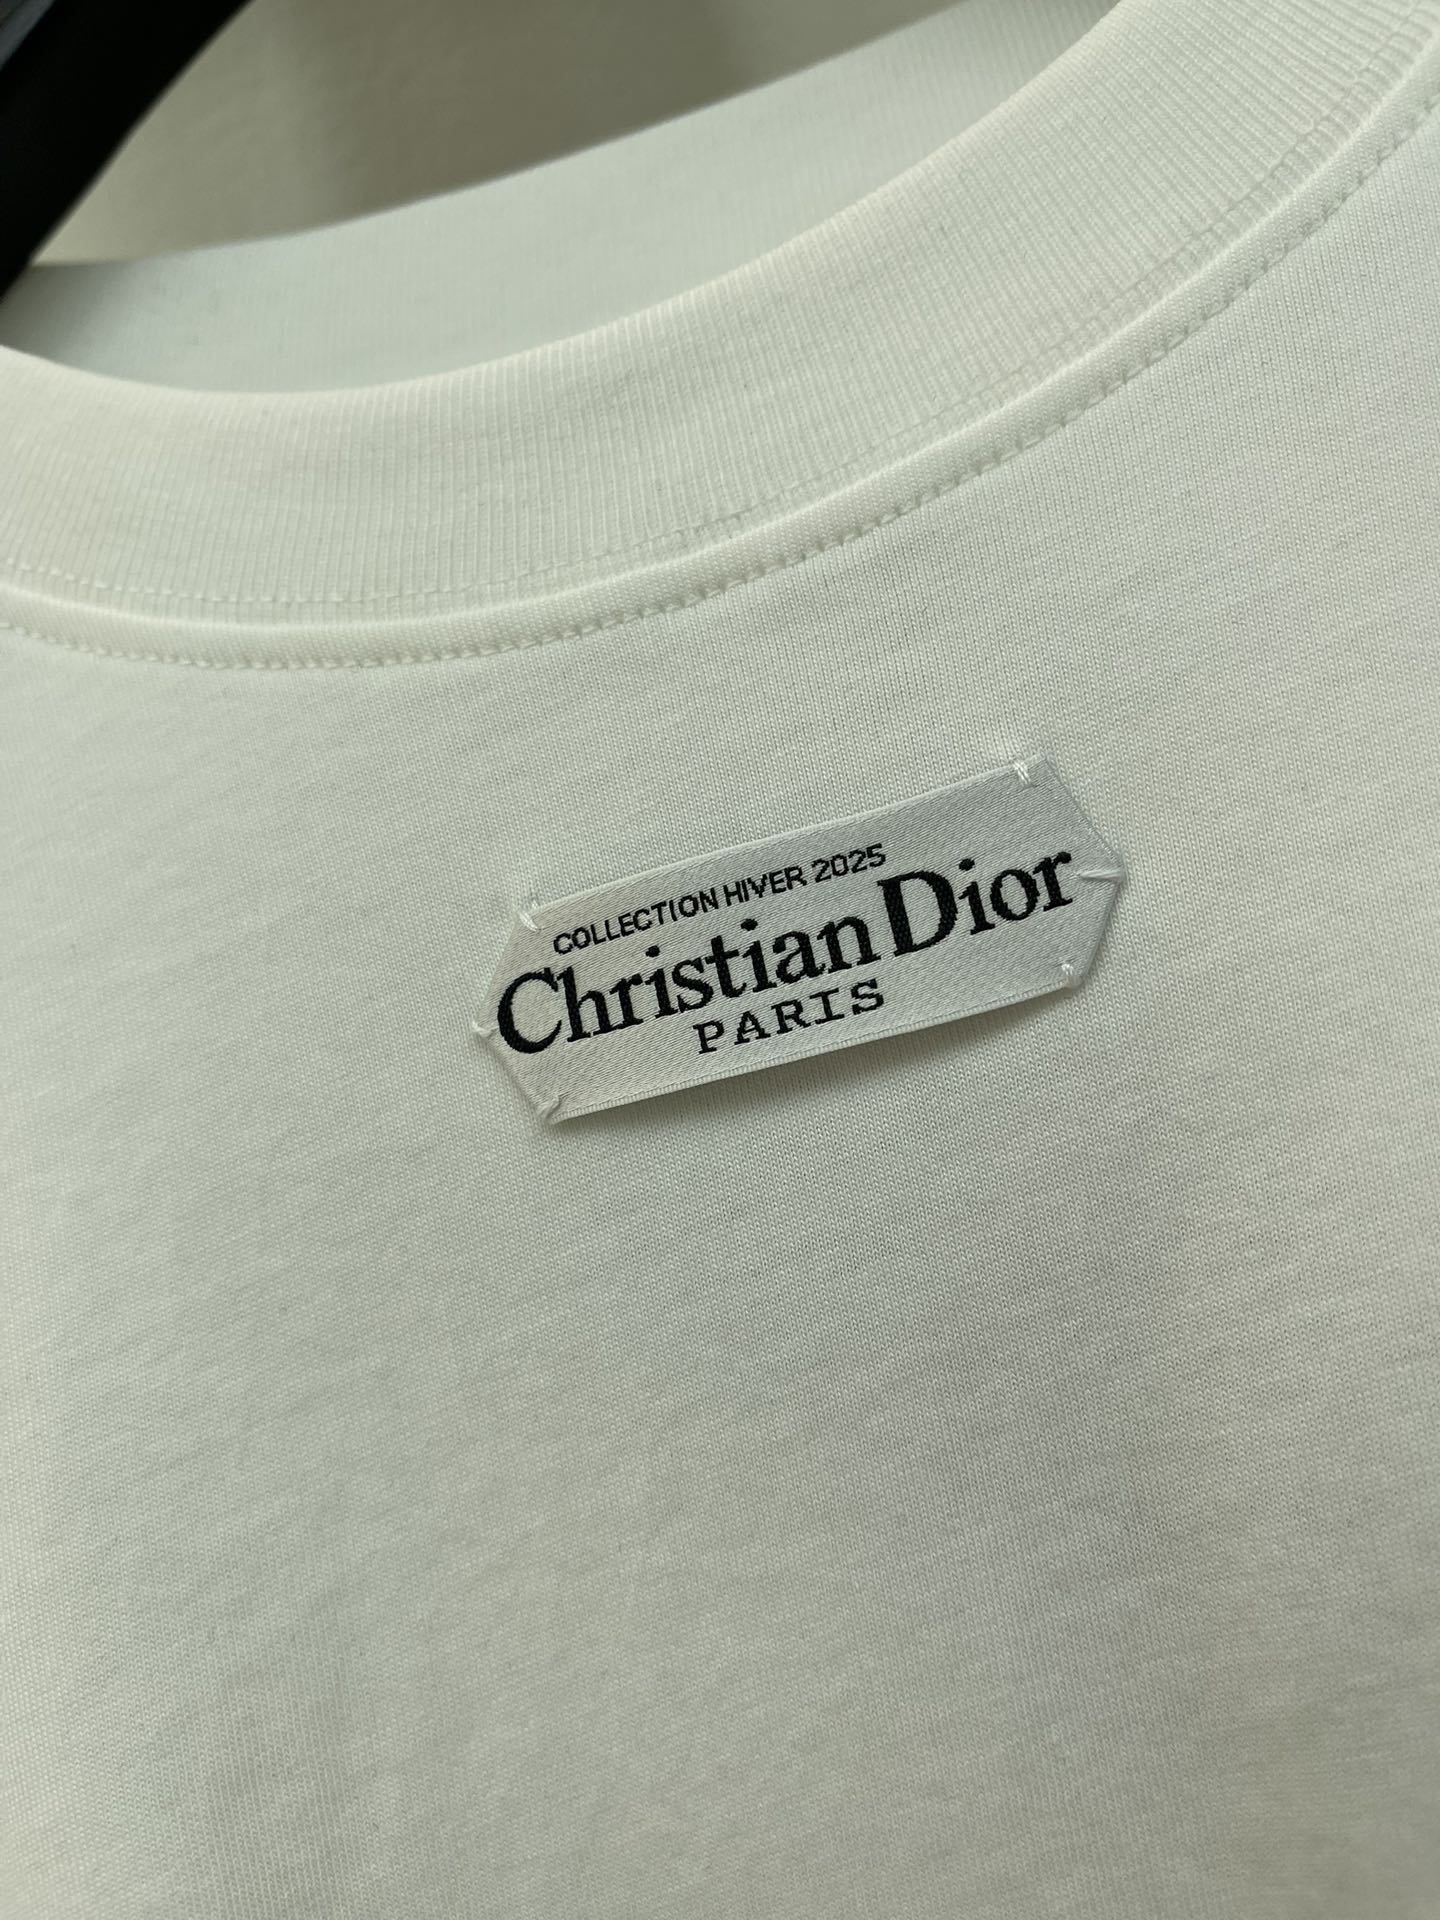 COLLECTION HIVER 2025
Christian Dior
PARIS